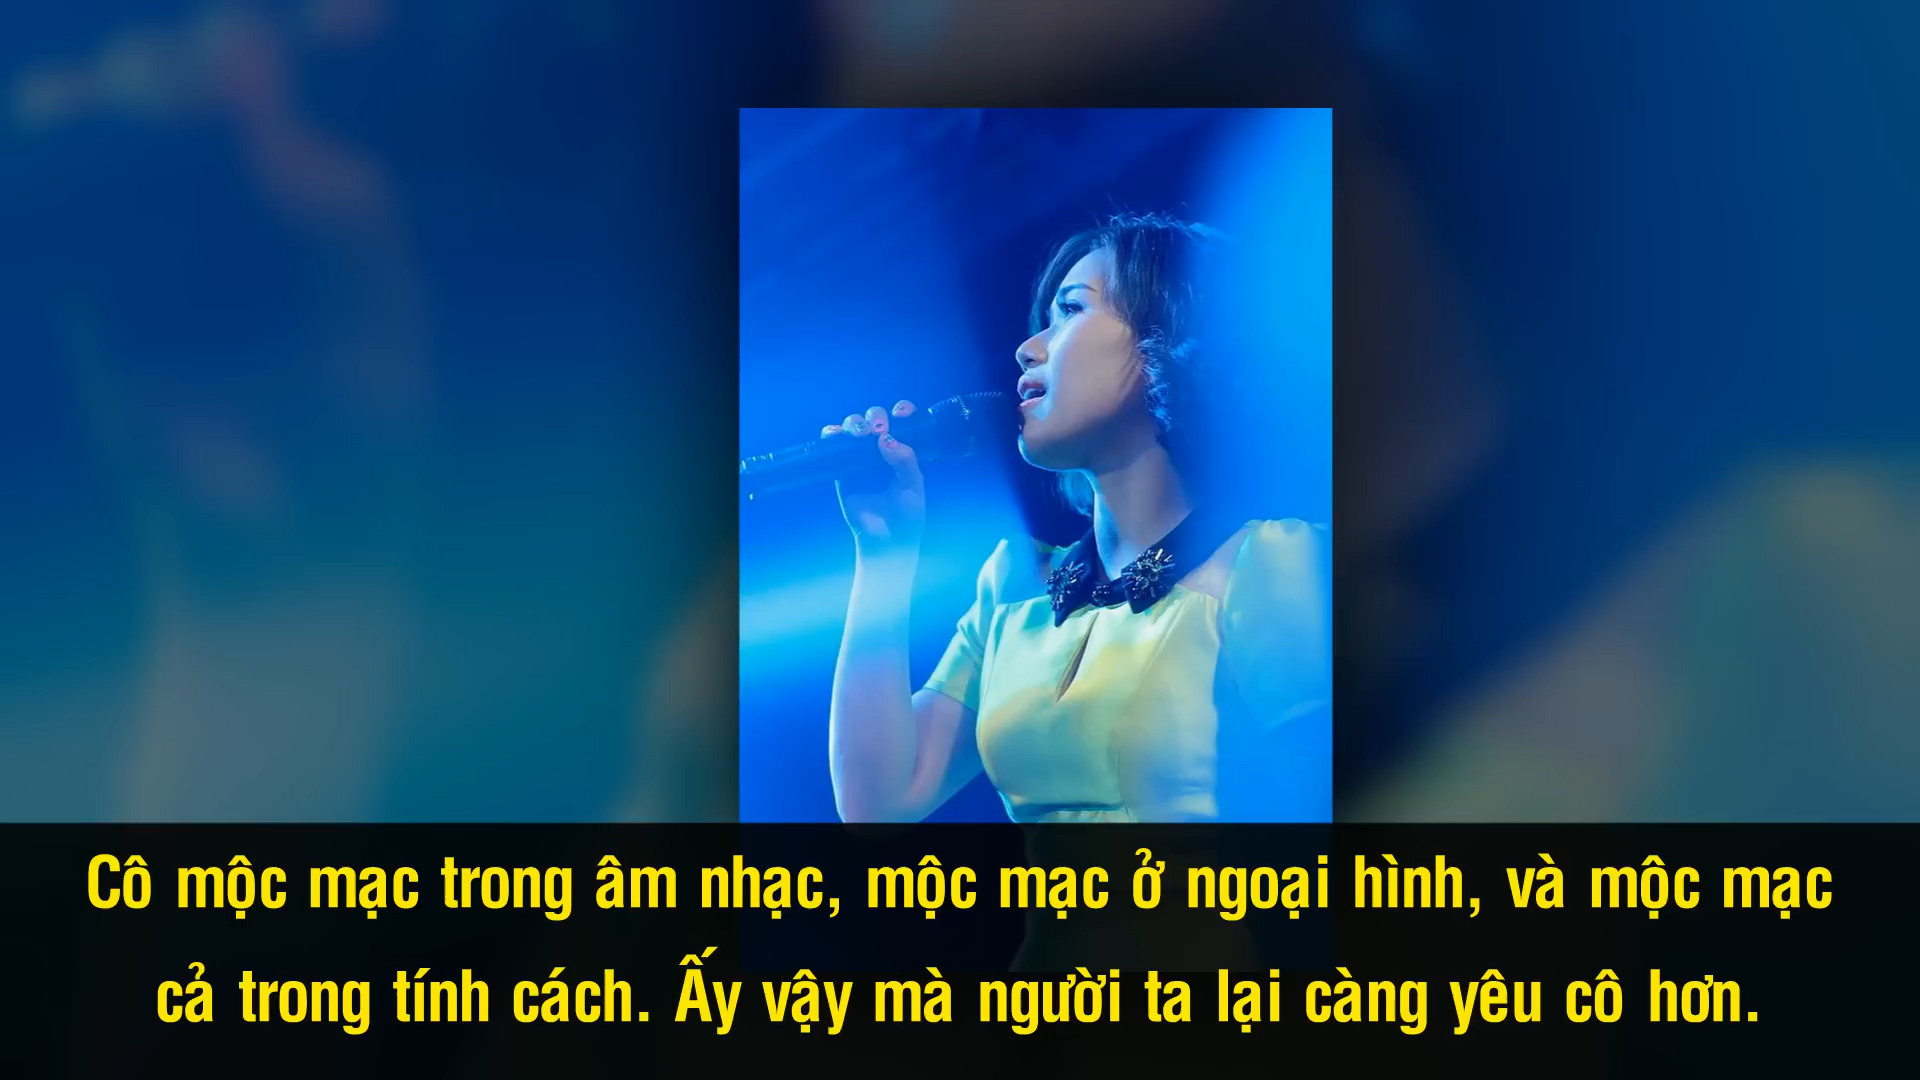 Cô mộc mạc trong âm nhạc, mộc mạc ở ngoại hình, và mộc mạc
cả trong tính cách. Ấy vậy mà người ta lại càng yêu cô hơn.